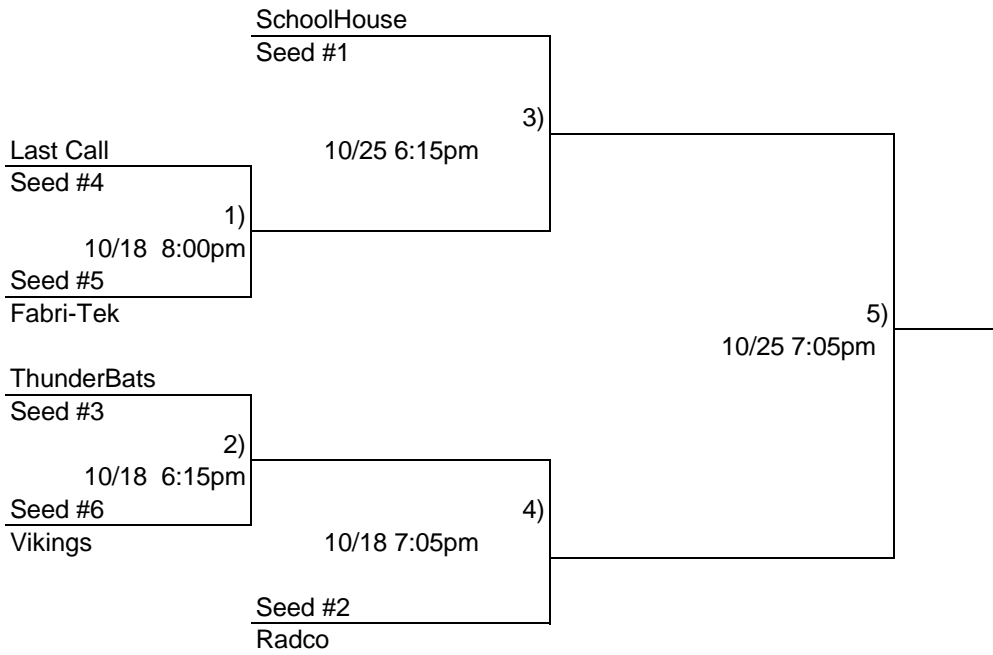 SchoolHouse
Seed #1
3)
10/25 6:15pm
Last Call
Seed #4
1)
10/18  8:00pm
Seed #5
Fabri-Tek
5)
10/25 7:05pm
ThunderBats
Seed #3
2)
10/18  6:15pm
Seed #6
Vikings
4)
10/18 7:05pm
Seed #2
Radco